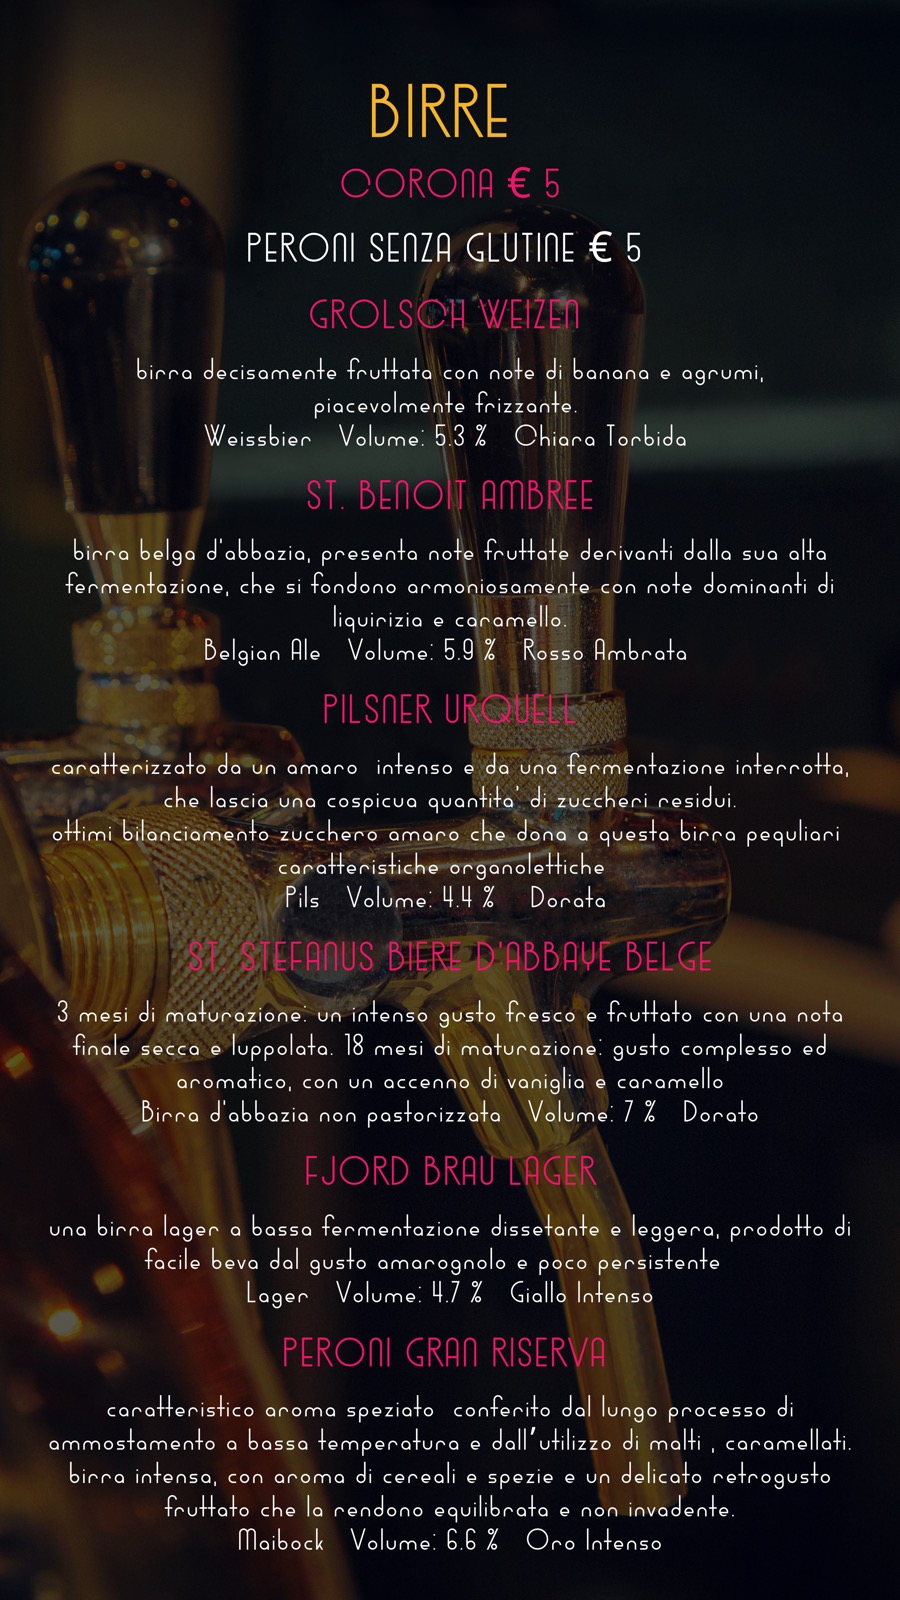 BIRRE
CORONA € 5
PERONI SENZA GLUTINE € 5
GROLSCH WEIZEN
birra decisamente fruttata con note di banana e agrumi,
piacevolmente frizzante.
Weissbier Volume: 5.3 % Chiara Torbida
ST. BENOIT AMBREE
birra belga d'abbazia, presenta note fruttate derivanti dalla sua alta
fermentazione, che si fondono armoniosamente con note dominanti di
liquirizia e caramello.
Belgian Ale Volume: 5.9 % Rosso Ambrata
PILSNER URQUELL
caratterizzato da un amaro intenso e da una fermentazione interrotta,
che lascia una cospicua quantita' di zuccheri residui.
ottimi bilanciamento zucchero amaro che dona a questa birra pequliari
caratteristiche organolettiche
Pils Volume: 4.4 % Dorata
ST. STEFANUS BIERE D'ABBAYE BELGE
3 mesi di maturazione: un intenso gusto fresco e fruttato con una nota
finale secca e luppolata. 18 mesi di maturazione: gusto complesso ed
aromatico, con un accenno di vaniglia e caramello
Birra d'abbazia non pastorizzata Volume: 7 % Dorato
FJORD BRAU LAGER
una birra lager a bassa fermentazione dissetante e leggera, prodotto di
facile beva dal gusto amarognolo e poco persistente
Lager Volume: 4.7 % Giallo Intenso
PERONI GRAN RISERVA
caratteristico aroma speziato conferito dal lungo processo di
ammostamento a bassa temperatura e dall'utilizzo di malti , caramellati.
birra intensa, con aroma di cereali e spezie e un delicato retrogusto
fruttato che la rendono equilibrata e non invadente.
Maibock Volume: 6.6 % Oro Intenso